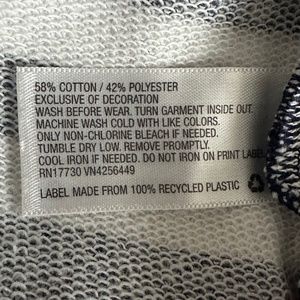 58% COTTON / 42% POLYESTER
EXCLUSIVE OF DECORATION
WASH BEFORE WEAR. TURN GARMENT INSIDE OUT.
MACHINE WASH COLD WITH LIKE COLORS.
ONLY NON-CHLORINE BLEACH IF NEEDED.
TUMBLE DRY LOW. REMOVE PROMPTLY.
COOL IRON IF NEEDED. DO NOT IRON ON PRINT LABEL.
RN17730 VN4256449
LABEL MADE FROM 100% RECYCLED PLASTIC